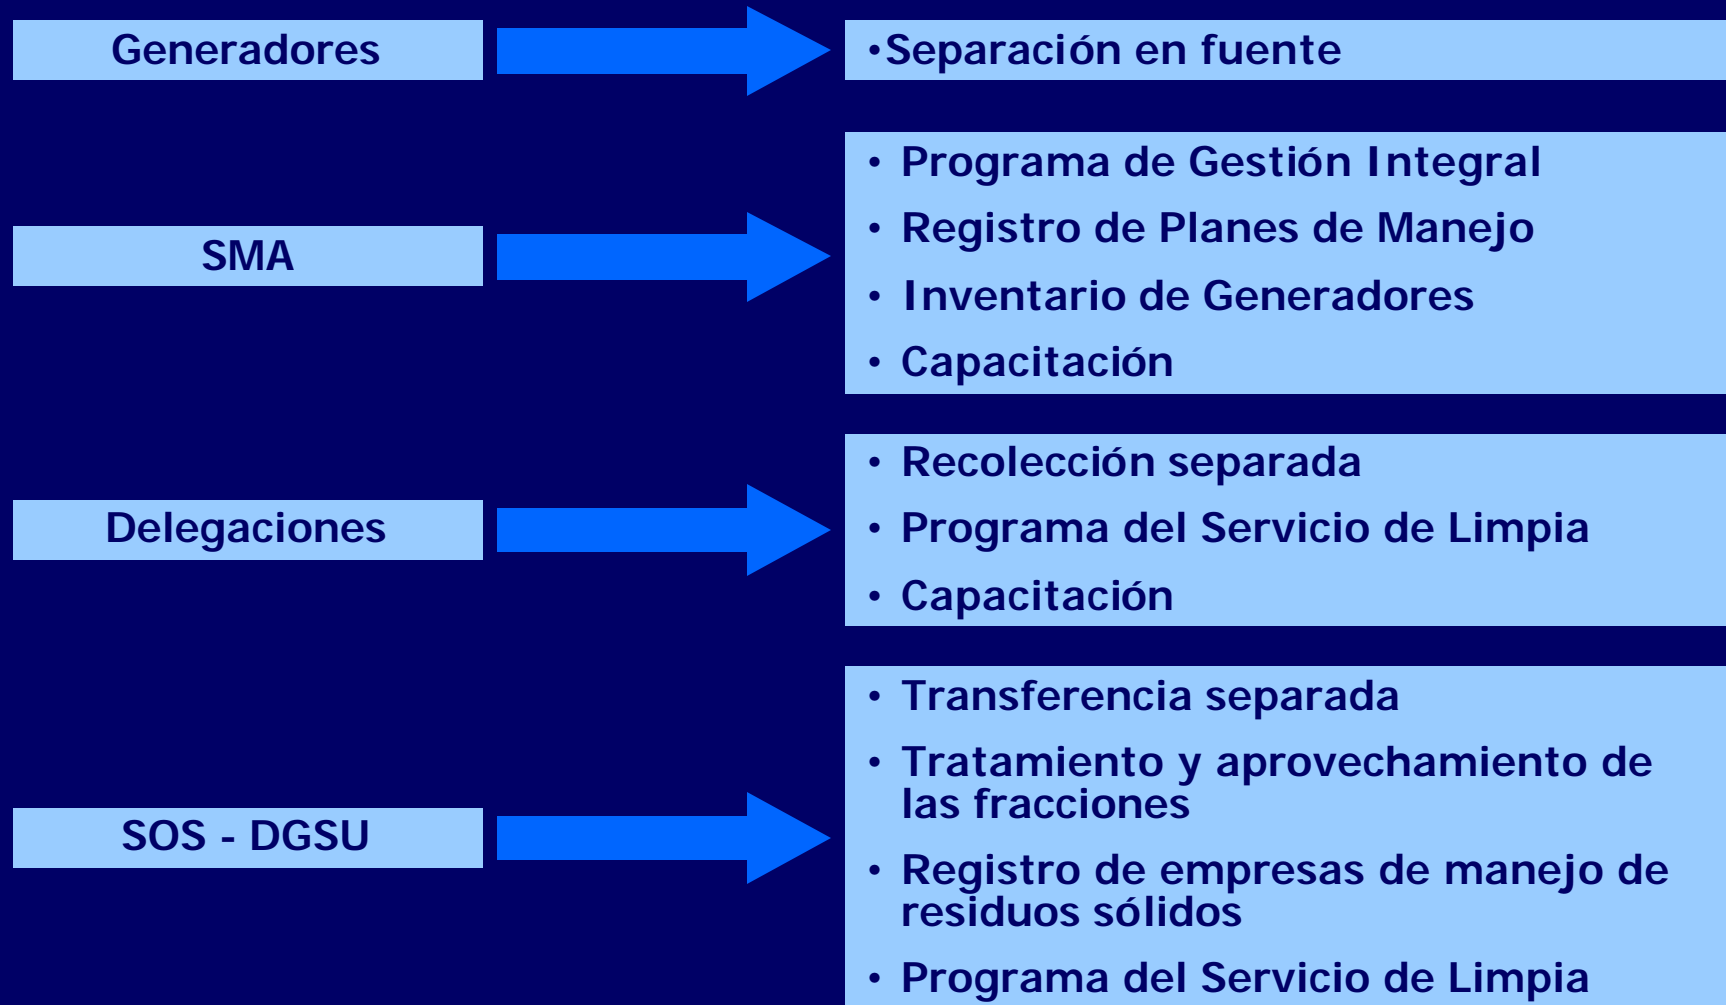 Generadores
•Separación en fuente
SMA
• Programa de Gestión Integral
• Registro de Planes de Manejo
• Inventario de Generadores
• Capacitación
Delegaciones
• Recolección separada
• Programa del Servicio de Limpia
• Capacitación
SOS - DGSU
• Transferencia separada
• Tratamiento y aprovechamiento de
las fracciones
• Registro de empresas de manejo de
residuos sólidos
• Programa del Servicio de Limpia